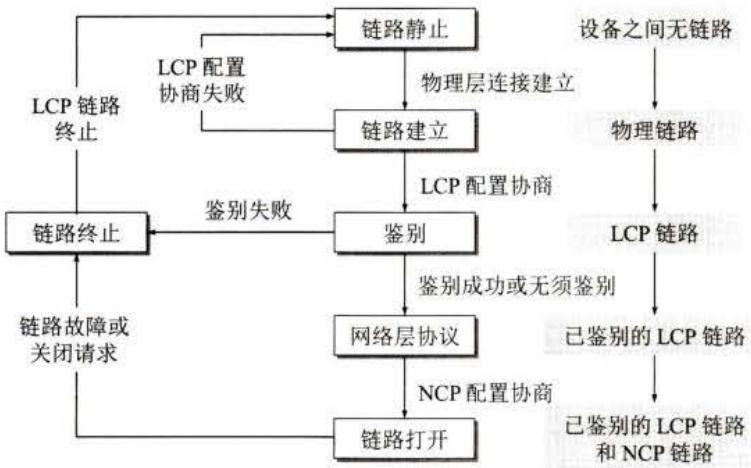 链路静止
设备之间无链路
LCP 配置
协商失败
物理层连接建立
LCP 链路
终止
链路建立
物理链路
LCP 配置协商
鉴别失败
链路终止
鉴别
LCP 链路
鉴别成功或无须鉴别
链路故障或
关闭请求
网络层协议
已鉴别的 LCP 链路
NCP 配置协商
链路打开
已鉴别的 LCP 链路
和 NCP 链路